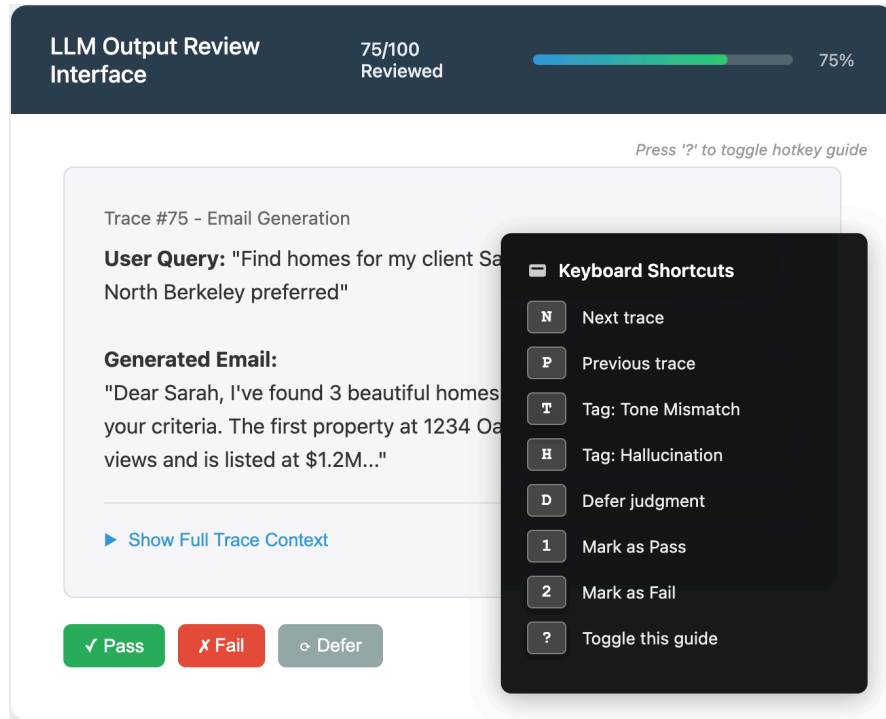 LLM Output Review
Interface
75/100
Reviewed
75%
Press '?' to toggle hotkey guide
Trace #75 - Email Generation
User Query: "Find homes for my client Sa
North Berkeley preferred"
Generated Email:
"Dear Sarah, I've found 3 beautiful homes
your criteria. The first property at 1234 Oa
views and is listed at $1.2M..."
▶ Show Full Trace Context
✓ Pass
✗ Fail
⟳ Defer
Keyboard Shortcuts
N Next trace
P Previous trace
T Tag: Tone Mismatch
H Tag: Hallucination
D Defer judgment
1 Mark as Pass
2 Mark as Fail
? Toggle this guide